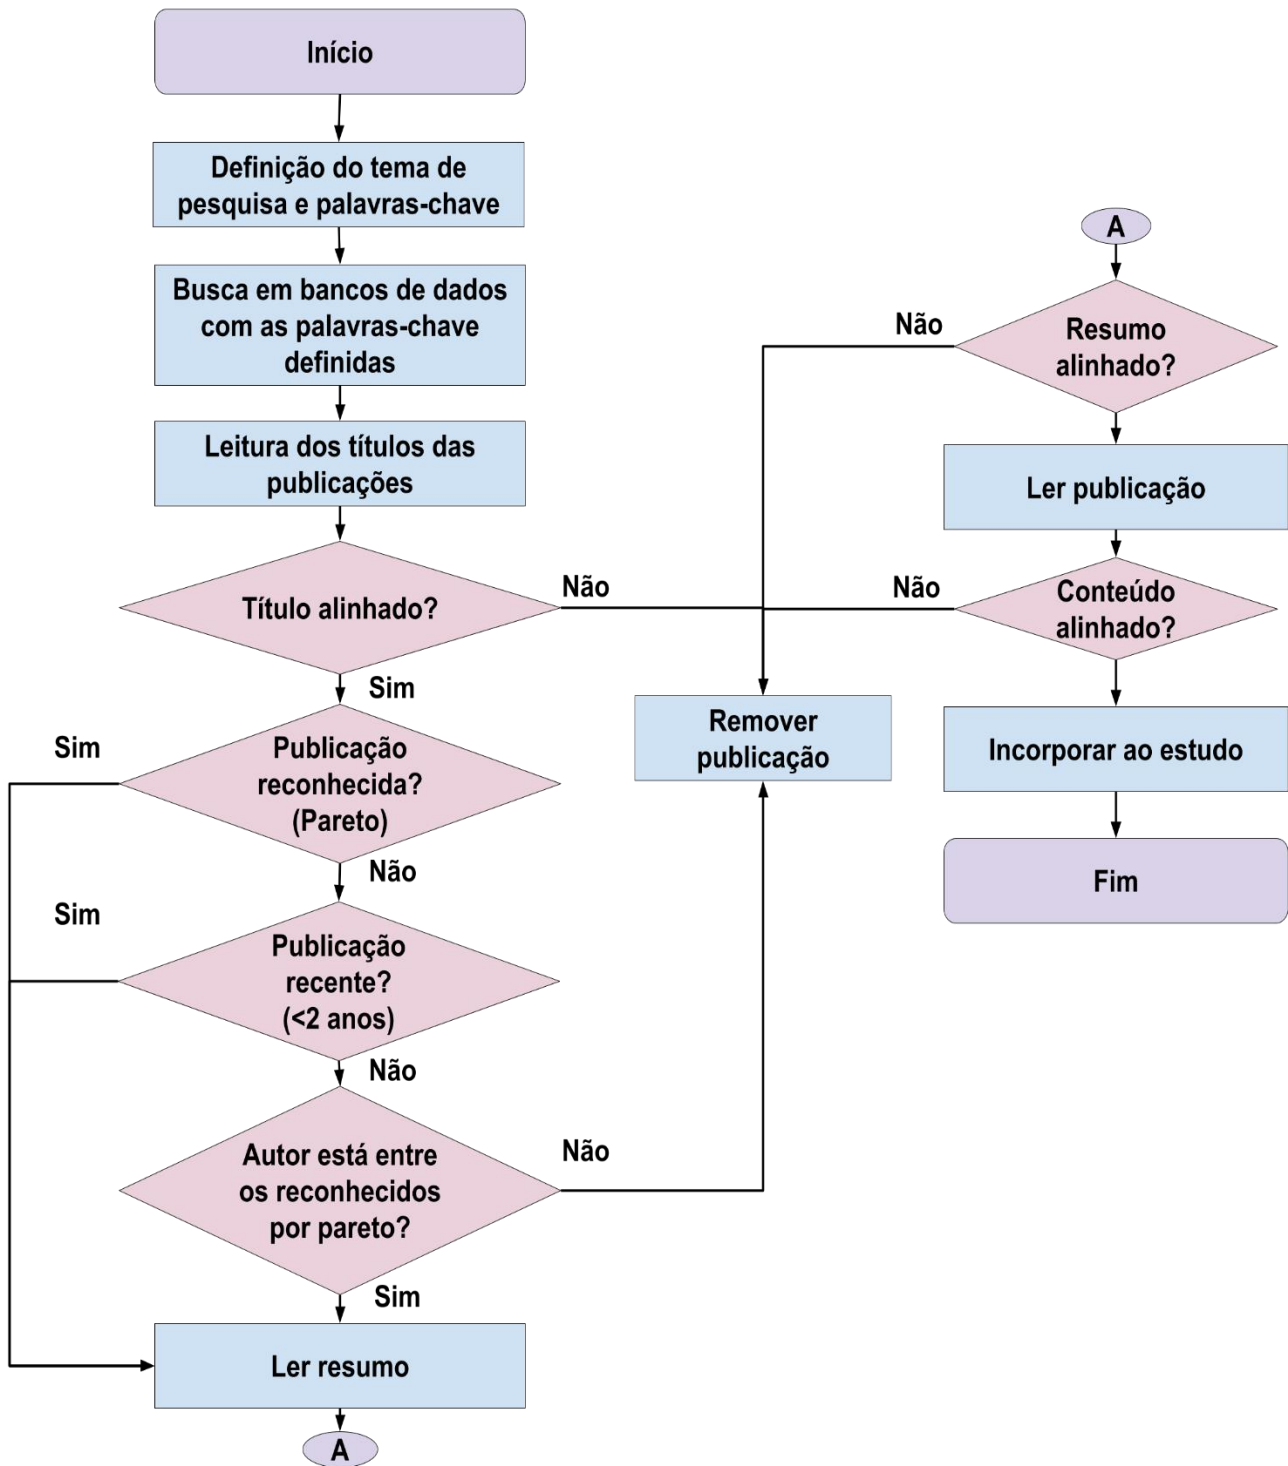 Início
Definição do tema de
pesquisa e palavras-chave
Busca em bancos de dados
com as palavras-chave
definidas
Leitura dos títulos das
publicações
Título alinhado?
Não
Sim
Publicação
reconhecida?
(Pareto)
Sim
Não
Publicação
recente?
(<2 anos)
Sim
Não
Autor está entre
os reconhecidos
por pareto?
Não
Sim
Ler resumo
A
Remover
publicação
A
Resumo
alinhado?
Não
Ler publicação
Conteúdo
alinhado?
Não
Incorporar ao estudo
Fim